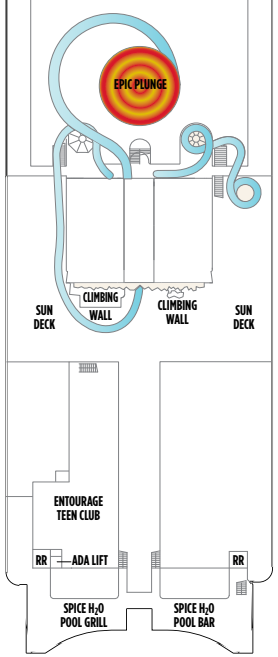 EPIC PLUNGE
CLIMBING
WALL
CLIMBING
WALL
SUN
DECK
SUN
DECK
ENTOURAGE
TEEN CLUB
RR
ADA LIFT
RR
SPICE H₂O
POOL GRILL
SPICE H₂O
POOL BAR